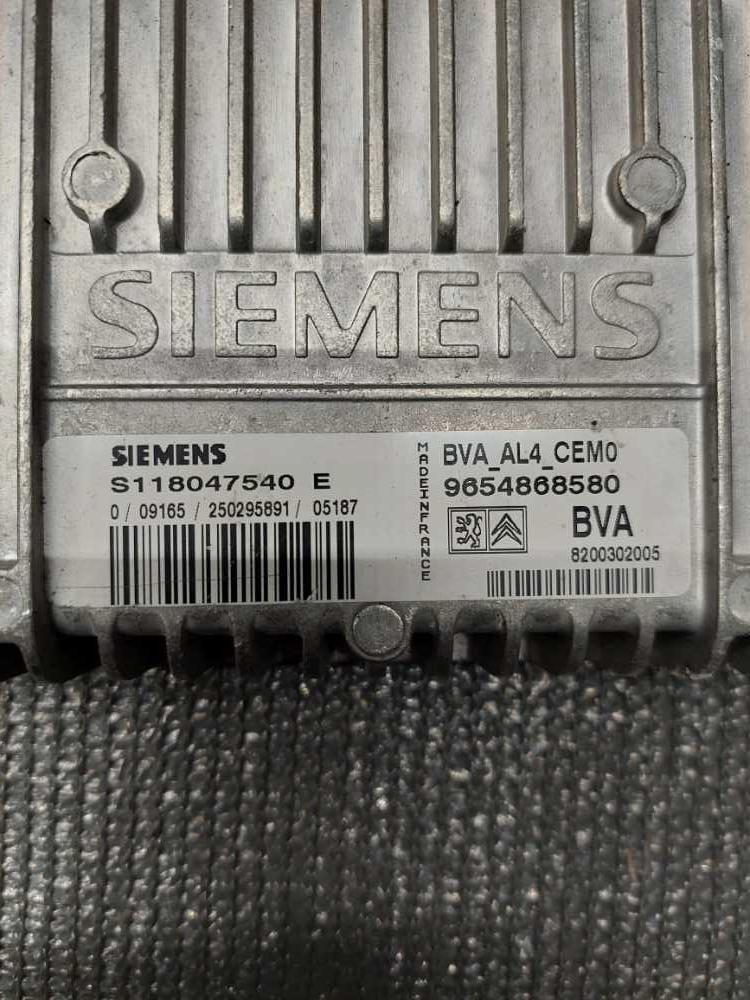 SIEMENS
SIEMENS
S118047540 E
0 / 09165 / 250295891 / 05187
MADEINFRANCE
BVA_AL4_CEM0
9654868580
BVA
8200302005